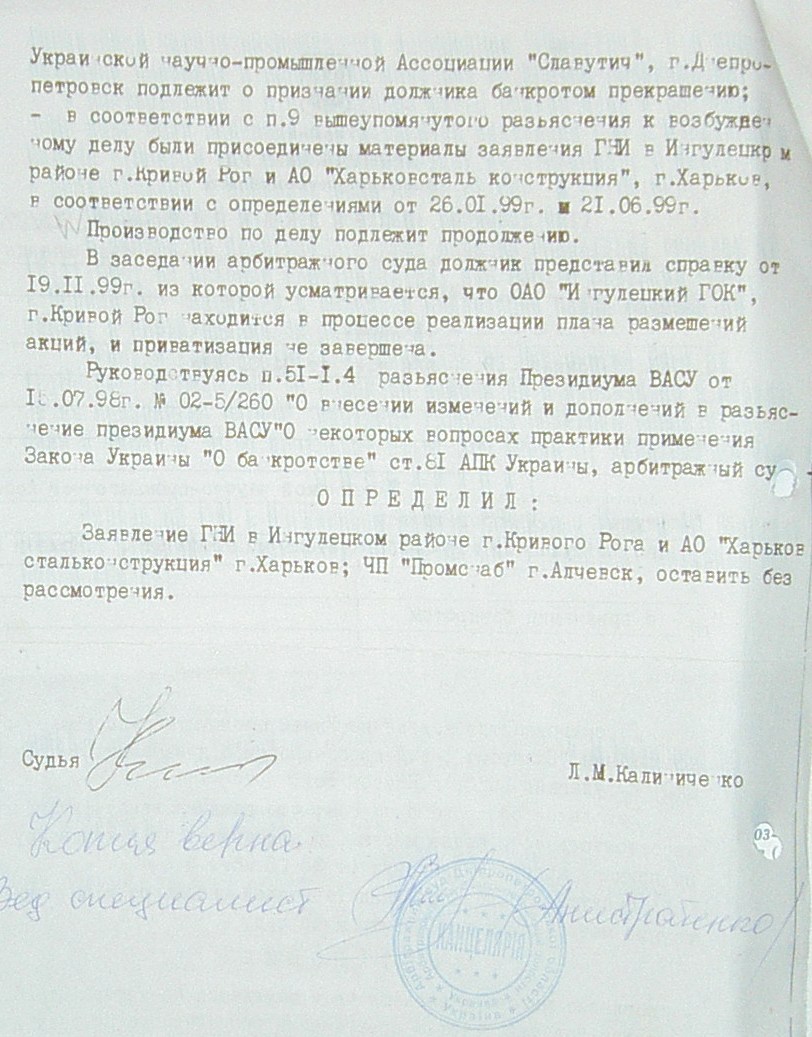 Украинской научно-промышленной Ассоциации "Славутич", г.Днепро-
петровск подлежит о признании должника банкротом прекращению;
- в соответствии с п.9 вышеупомянутого разьяснения к возбужден
ному делу были присоединены материалы заявления ГНИ в Ингулецком
районе г.Кривой Рог и АО "Харьковсталь конструкция", г.Харьков,
в соответствии с определениями от 26.01.99г. и 21.06.99г.
Производство по делу подлежит продолжению.
В заседании арбитражного суда должник представил справку от
19.11.99г. из которой усматривается, что ОАО "Ингулецкий ГОК",
г.Кривой Рог находится в процессе реализации плана размещений
акций, и приватизация не завершена.
Руководствуясь п.51-1.4 разьяснения Президиума ВАСУ от
.07.98г. № 02-5/260 "О внесении изменений и дополнений в разьяс-
нение президиума ВАСУ"О некоторых вопросах практики применения
Закона Украины "О банкротстве" ст.81 АПК Украины, арбитражный су
ОПРЕДЕЛИЛ:
Заявление ГНИ в Ингулецком районе г.Кривого Рога и АО "Харьков
стальконструкция" г.Харьков; ЧП "Промснаб" г.Алчевск, оставить без
рассмотрения.
Судья
Л.М.Калиниченко
Копия верна
Вед специалист
КАНЦЕЛЯРІЯ
Україна
03-